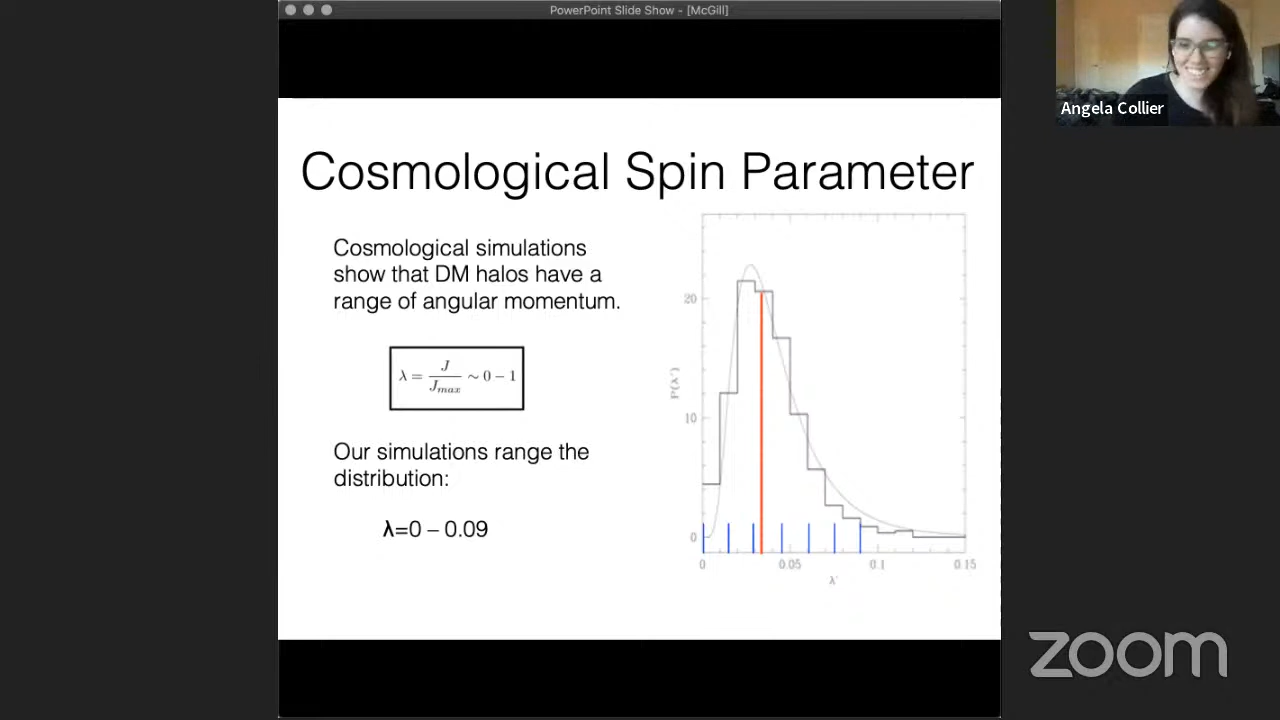 PowerPoint Slide Show - [McGill]
Angela Collier
Cosmological Spin Parameter
Cosmological simulations
show that DM halos have a
range of angular momentum.
λ = J / J_max ∼ 0 − 1
Our simulations range the
distribution:
λ=0 – 0.09
P(λ')
20
10
0
0 0.05 0.1 0.15
λ'
zoom